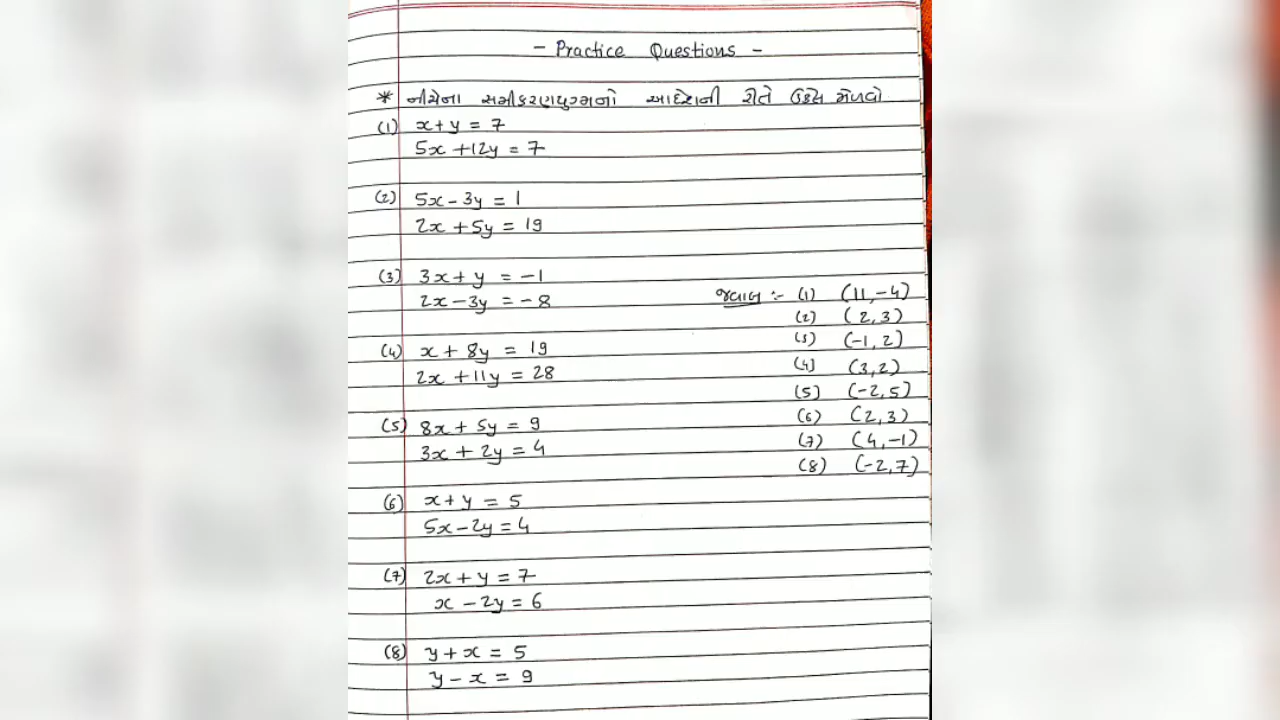 - Practice Questions -
* નીચેના સમીકરણયુગ્મનો આદેશની રીતે ઉકેલ મેળવો
(1) x + y = 7
5x + 12y = 7
(2) 5x - 3y = 1
2x + 5y = 19
(3) 3x + y = -1
2x - 3y = -8
(4) x + 8y = 19
2x + 11y = 28
(5) 8x + 5y = 9
3x + 2y = 4
(6) x + y = 5
5x - 2y = 4
(7) 2x + y = 7
x - 2y = 6
(8) y + x = 5
y - x = 9
જવાબ :- (1) (11, -4)
(2) (2, 3)
(3) (-1, 2)
(4) (3, 2)
(5) (-2, 5)
(6) (2, 3)
(7) (4, -1)
(8) (-2, 7)